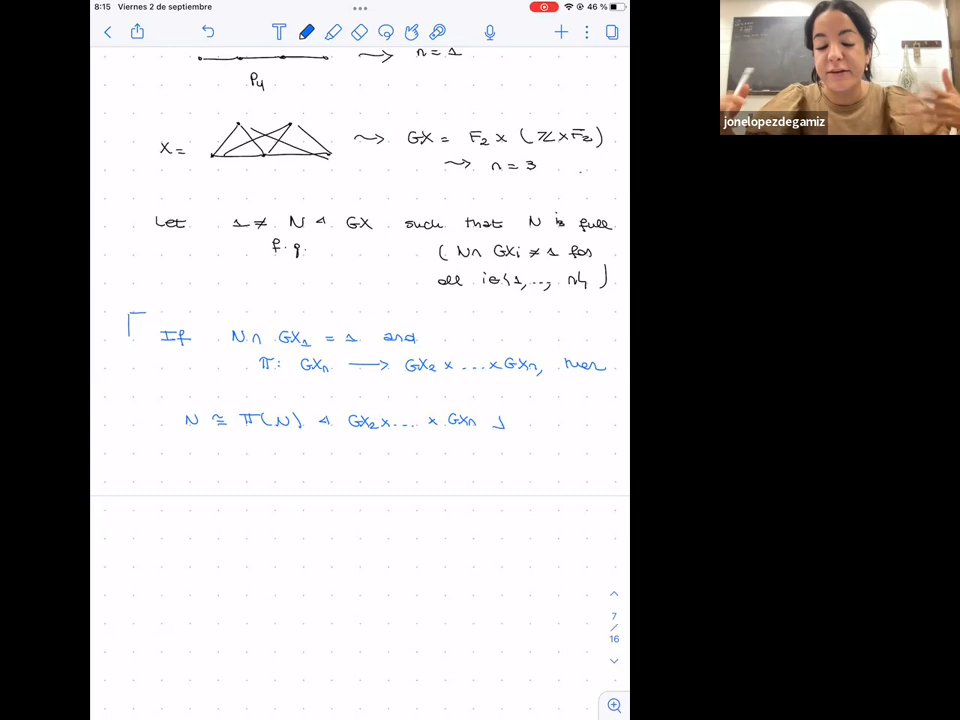 8:15 Viernes 2 de septiembre
46 %
T
jonelopezdegamiz
⇝ n = 1
P4
X = ⇝ GX = F2 × (ℤ × F2)
⇝ n = 3
Let 1 ≠ N ◁ GX such that N is full
f.g. (N∩ GXi ≠ 1 for
all i∈{1, ..., n})
If N∩ GX1 = 1 and
π: GXn ⟶ GX2 × ... × GXn, then
N ≅ π(N) ◁ GX2 × ... × GXn
7
/
16